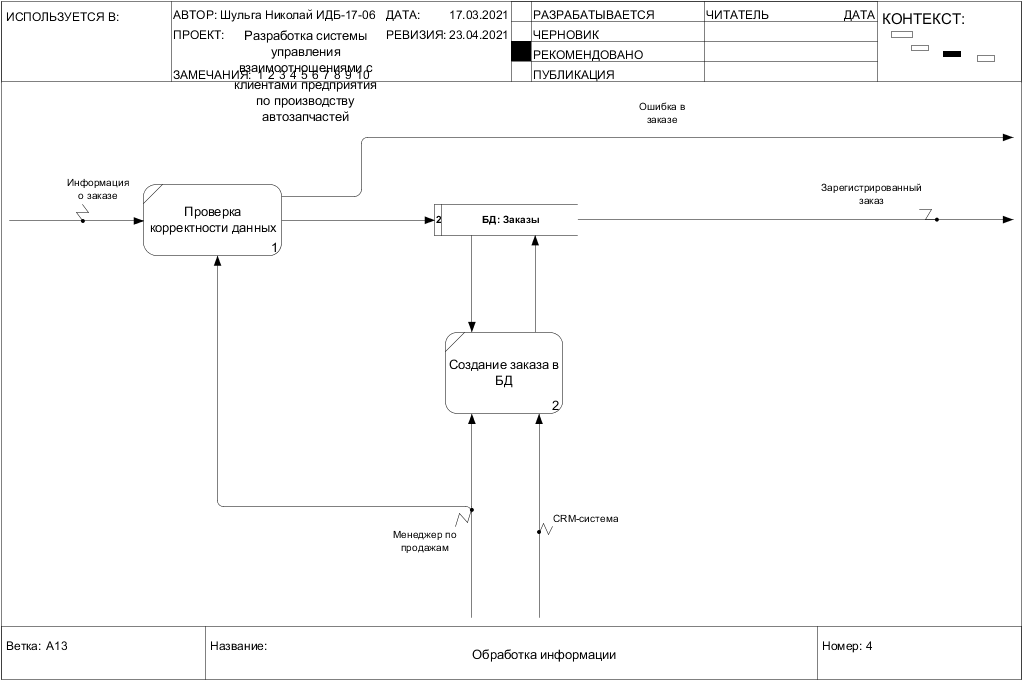 ИСПОЛЬЗУЕТСЯ В:
АВТОР: Шульга Николай ИДБ-17-06
ДАТА: 17.03.2021
ПРОЕКТ:
Разработка системы
управления
взаимоотношениями с
клиентами предприятия
по производству
автозапчастей
РЕВИЗИЯ: 23.04.2021
ЗАМЕЧАНИЯ: 1 2 3 4 5 6 7 8 9 10
РАЗРАБАТЫВАЕТСЯ
ЧЕРНОВИК
РЕКОМЕНДОВАНО
ПУБЛИКАЦИЯ
ЧИТАТЕЛЬ ДАТА
КОНТЕКСТ:
Ошибка в
заказе
Информация
о заказе
Проверка
корректности данных
1
2 БД: Заказы
Зарегистрированный
заказ
Создание заказа в
БД
2
Менеджер по
продажам
CRM-система
Ветка: A13
Название:
Обработка информации
Номер: 4